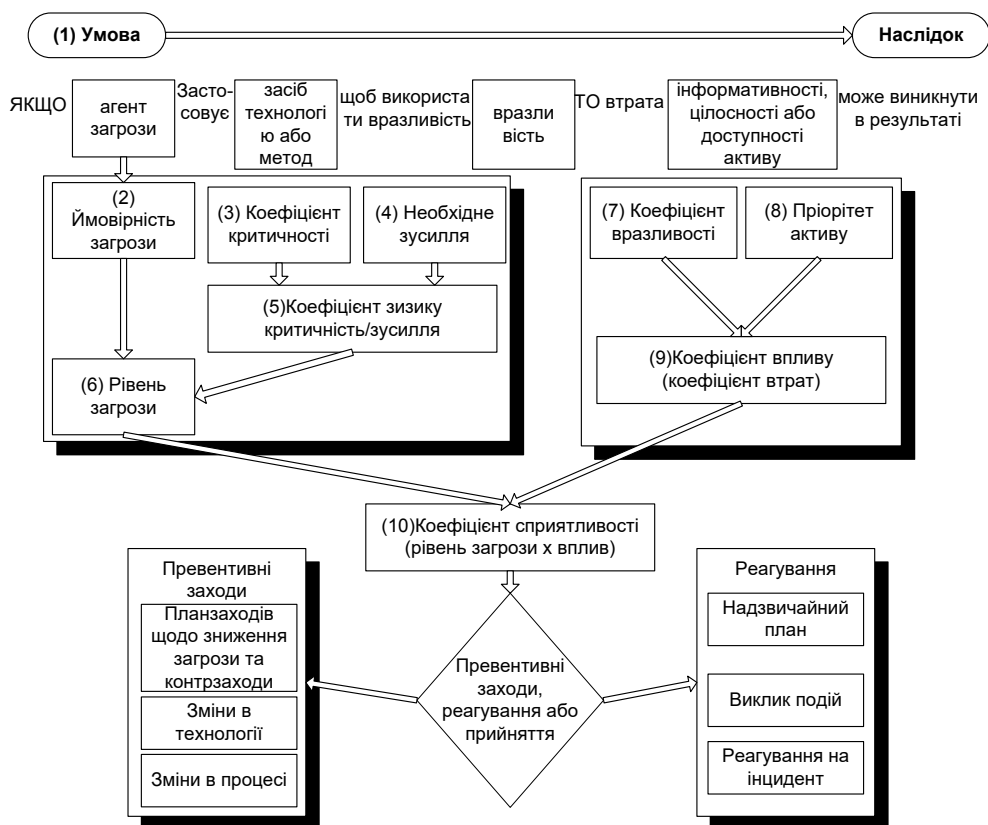 (1) Умова
Наслідок
ЯКЩО
агент
загрози
Засто-
совує
засіб
технологі
ю або
метод
щоб використа
ти вразливість
вразли
вість
ТО втрата
інформативності,
цілосності або
доступності
активу
може виникнути
в результаті
(2)
Ймовірність
загрози
(3) Коефіцієнт
критичності
(4) Необхідне
зусилля
(7) Коефіцієнт
вразливості
(8) Пріорітет
активу
(5)Коефіцієнт зизику
критичність/зусилля
(6) Рівень
загрози
(9)Коефіцієнт впливу
(коефіцієнт втрат)
(10)Коефіцієнт сприятливості
(рівень загрози х вплив)
Превентивні
заходи
Планзаходів
щодо зниження
загрози та
контрзаходи
Зміни в
технології
Зміни в процесі
Превентивні
заходи,
реагування або
прийняття
Реагування
Надзвичайний
план
Виклик подій
Реагування на
інцидент